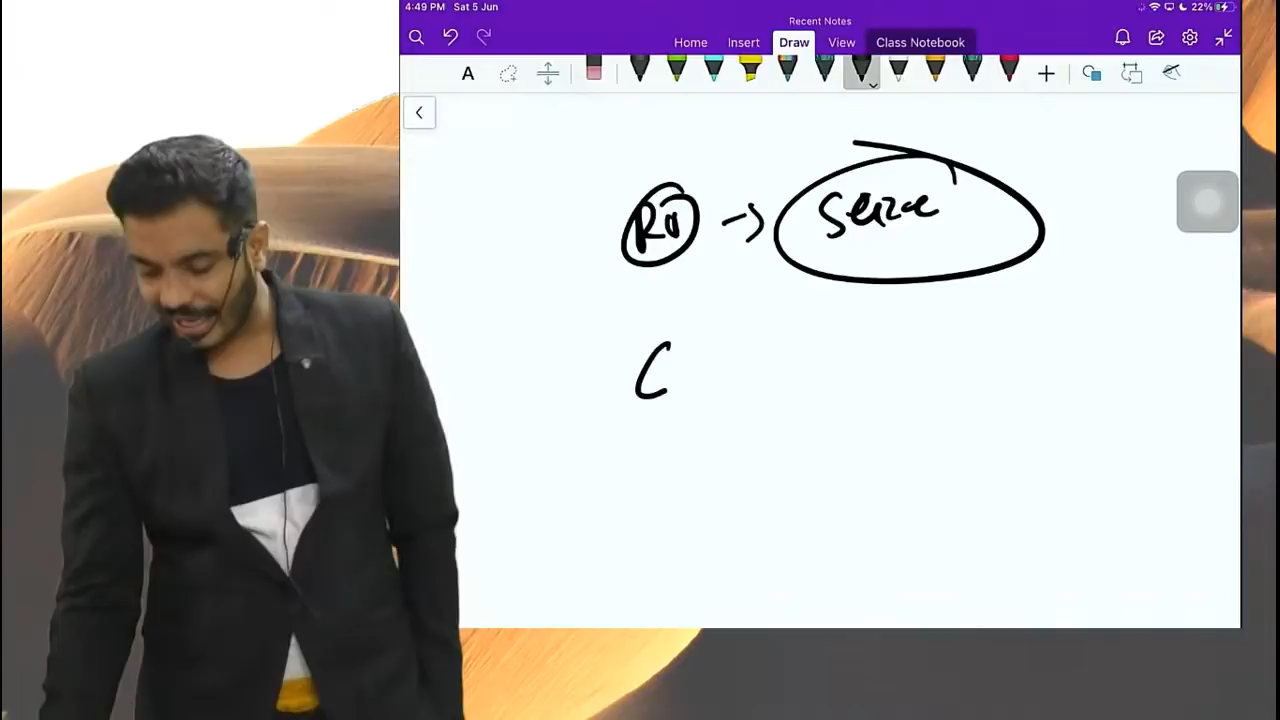 4:49 PM Sat 5 Jun
22%
Recent Notes
Home Insert Draw View Class Notebook
A
→ Seize
C